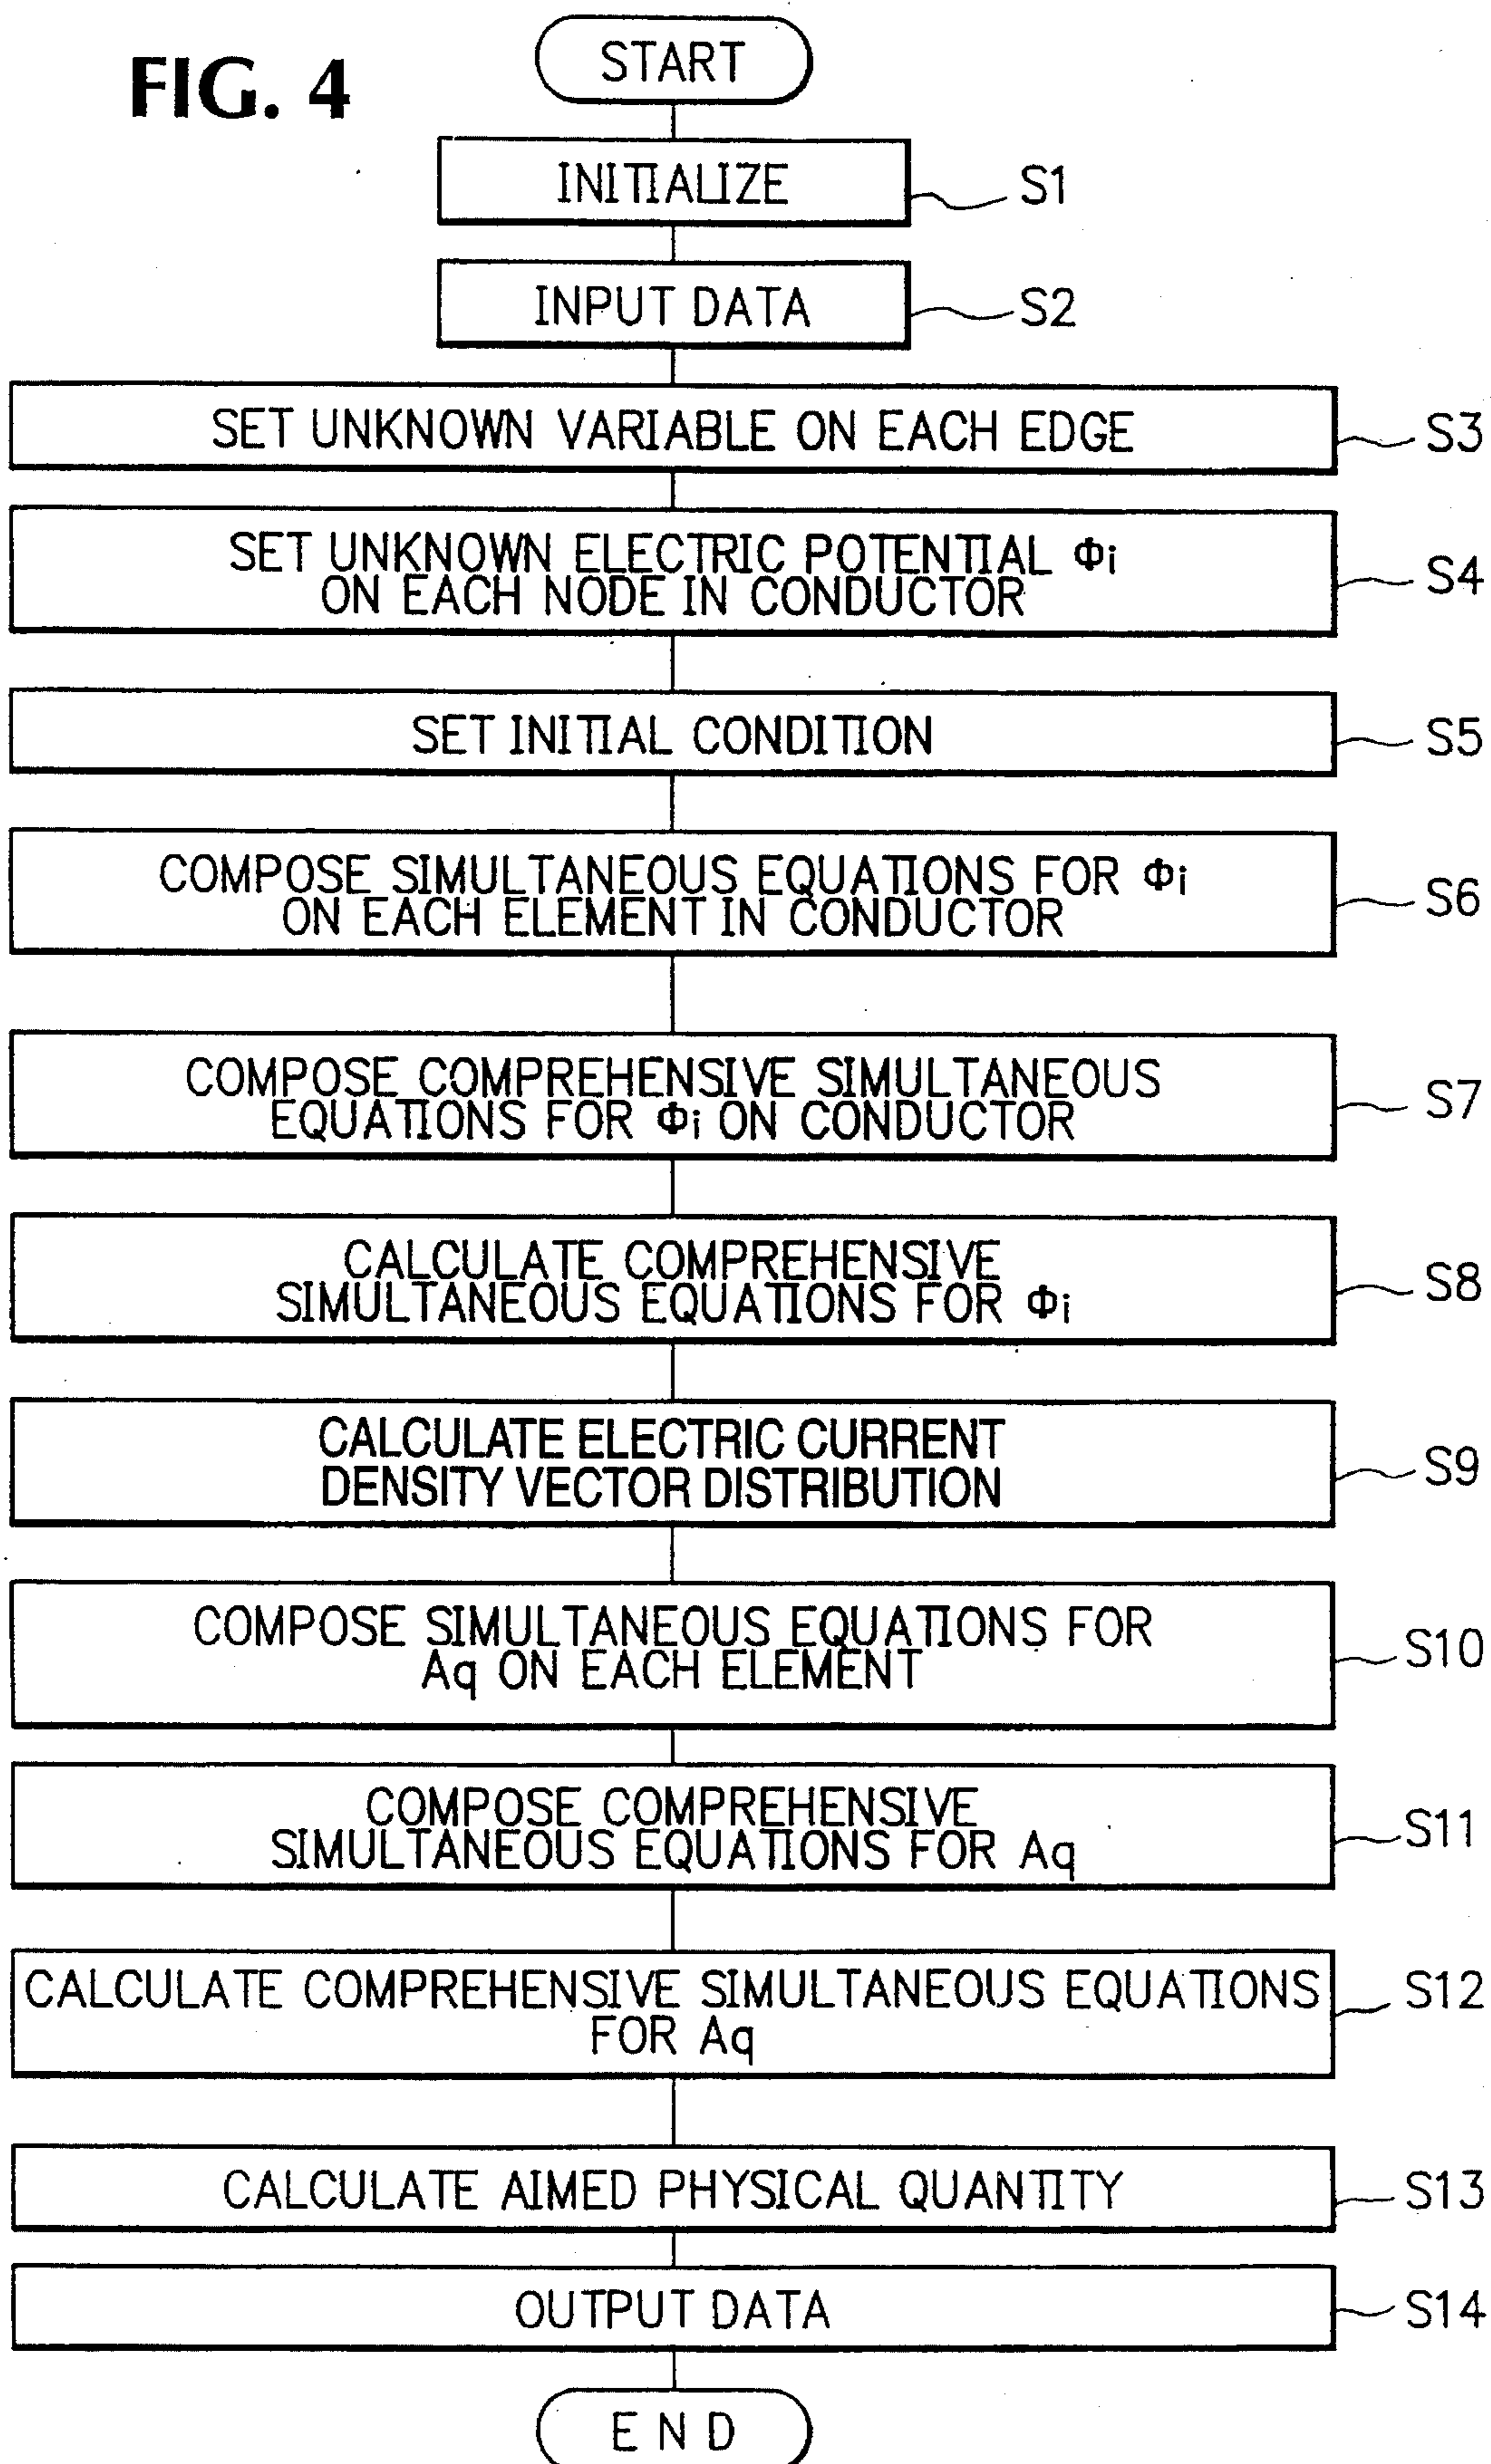 FIG. 4
START
INITIALIZE
S1
INPUT DATA
S2
SET UNKNOWN VARIABLE ON EACH EDGE
S3
SET UNKNOWN ELECTRIC POTENTIAL Φi
ON EACH NODE IN CONDUCTOR
S4
SET INITIAL CONDITION
S5
COMPOSE SIMULTANEOUS EQUATIONS FOR Φi
ON EACH ELEMENT IN CONDUCTOR
S6
COMPOSE COMPREHENSIVE SIMULTANEOUS
EQUATIONS FOR Φi ON CONDUCTOR
S7
CALCULATE COMPREHENSIVE
SIMULTANEOUS EQUATIONS FOR Φi
S8
CALCULATE ELECTRIC CURRENT
DENSITY VECTOR DISTRIBUTION
S9
COMPOSE SIMULTANEOUS EQUATIONS FOR
Aq ON EACH ELEMENT
S10
COMPOSE COMPREHENSIVE
SIMULTANEOUS EQUATIONS FOR Aq
S11
CALCULATE COMPREHENSIVE SIMULTANEOUS EQUATIONS
FOR Aq
S12
CALCULATE AIMED PHYSICAL QUANTITY
S13
OUTPUT DATA
S14
END